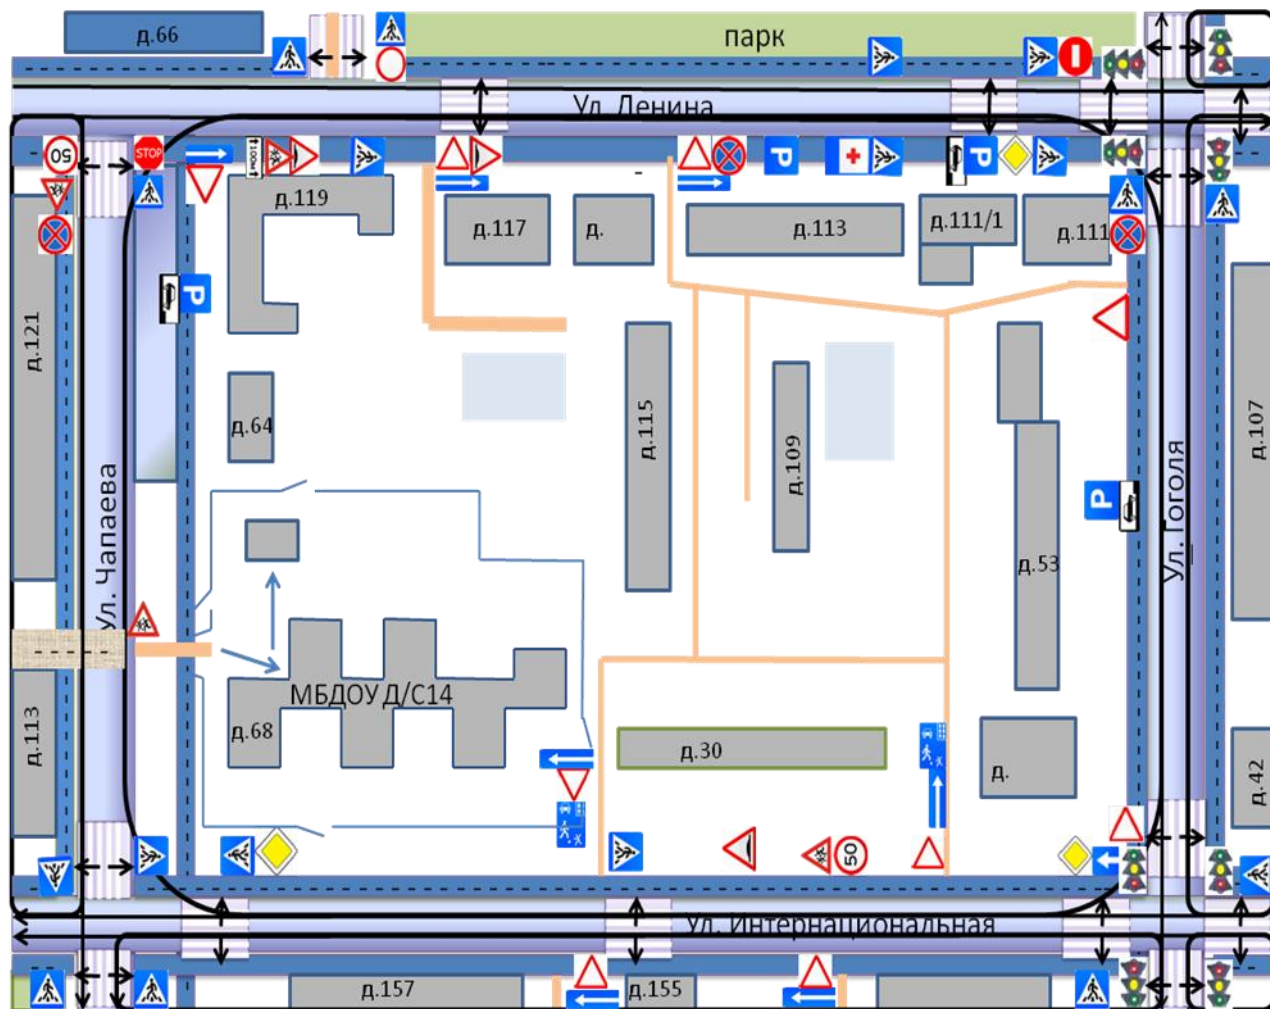 д.66
парк
Ул. Ленина
50
STOP
100м
P
P
д.119
д.117
д.
д.113
д.111/1
д.111
д.121
P
д.64
д.115
д.109
д.107
Ул. Чапаева
P
Ул. Гоголя
д.53
МБДОУ Д/С14
д.68
д.113
д.30
д.
д.42
50
Ул. Интернациональная
д.157
д.155